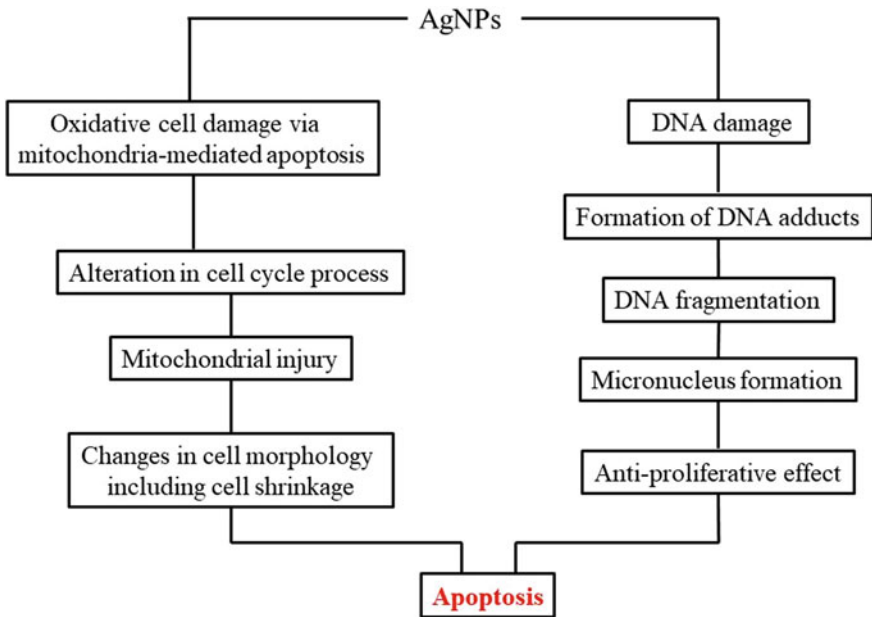 AgNPs
Oxidative cell damage via
mitochondria-mediated apoptosis
Alteration in cell cycle process
Mitochondrial injury
Changes in cell morphology
including cell shrinkage
DNA damage
Formation of DNA adducts
DNA fragmentation
Micronucleus formation
Anti-proliferative effect
Apoptosis